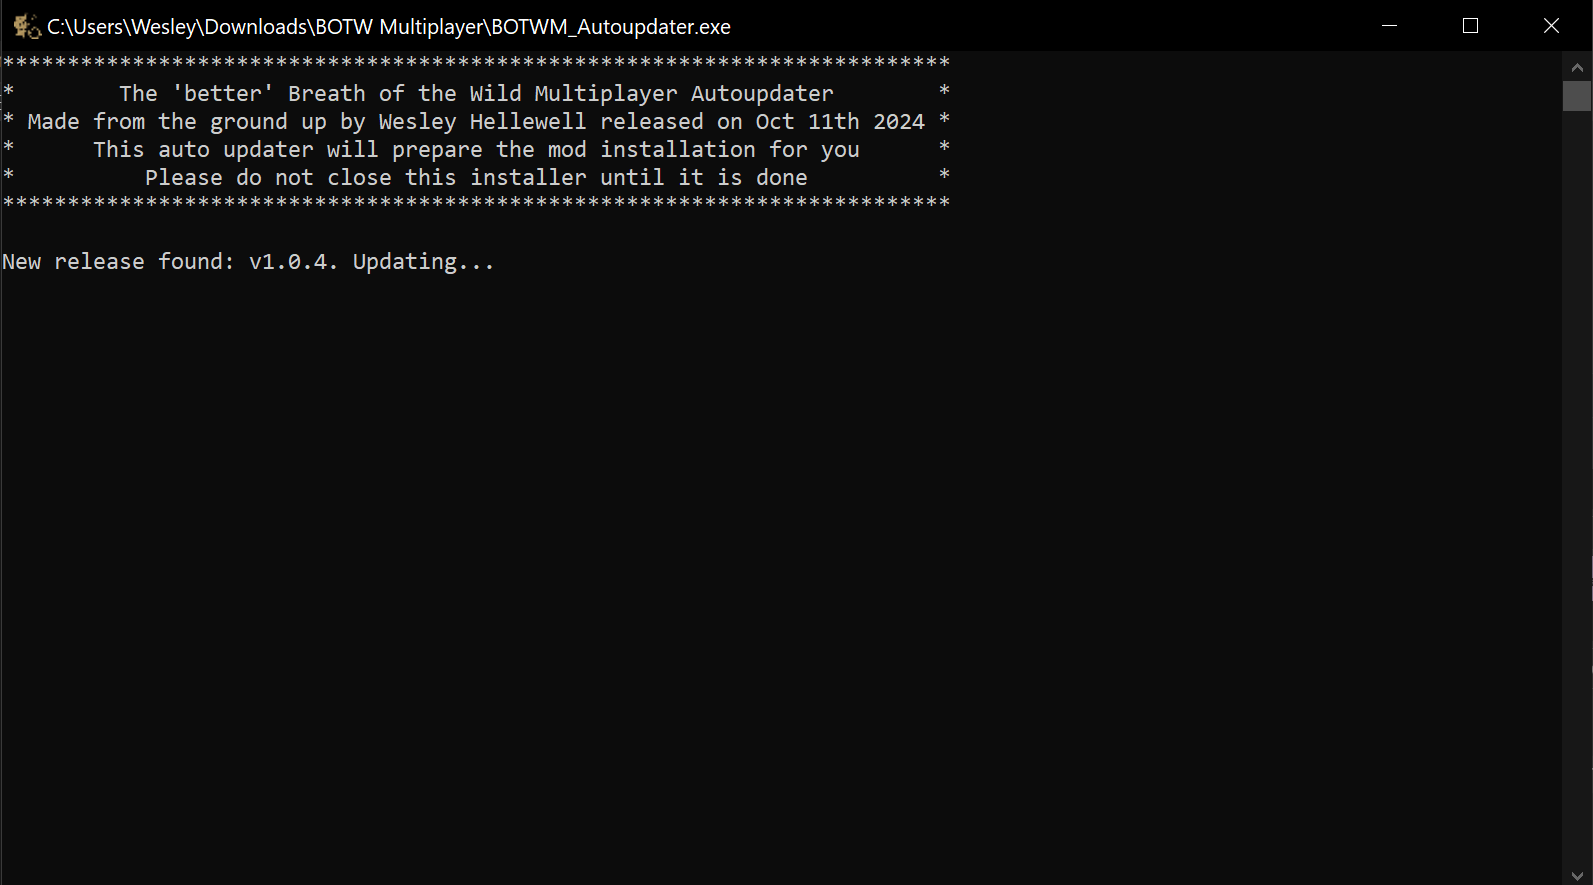 C:\Users\Wesley\Downloads\BOTW Multiplayer\BOTWM_Autoupdater.exe
*************************************************************************
* The 'better' Breath of the Wild Multiplayer Autoupdater *
* Made from the ground up by Wesley Hellewell released on Oct 11th 2024 *
* This auto updater will prepare the mod installation for you *
* Please do not close this installer until it is done *
*************************************************************************
New release found: v1.0.4. Updating...